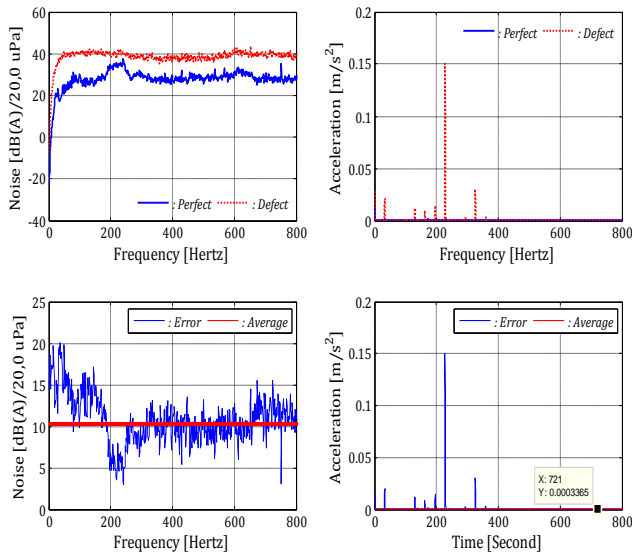 60
40
20
0
-20
-40
0
200
400
600
800
Noise [dB(A)/20,0 uPa]
Frequency [Hertz]
: Perfect
: Defect
0.2
0.15
0.1
0.05
0
0
200
400
600
800
Acceleration [m/s²]
Frequency [Hertz]
: Perfect
: Defect
25
20
15
10
5
0
0
200
400
600
800
Noise [dB(A)/20,0 uPa]
Frequency [Hertz]
: Error
: Average
0.2
0.15
0.1
0.05
0
0
200
400
600
800
Acceleration [m/s²]
Time [Second]
: Error
: Average
X: 721
Y: 0.0003365